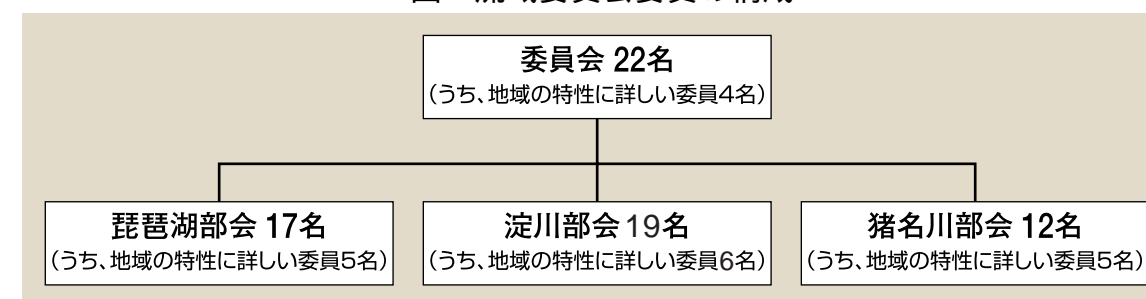 委員会 22名
(うち、地域の特性に詳しい委員4名)
琵琶湖部会 17名
(うち、地域の特性に詳しい委員5名)
淀川部会 19名
(うち、地域の特性に詳しい委員6名)
猪名川部会 12名
(うち、地域の特性に詳しい委員5名)